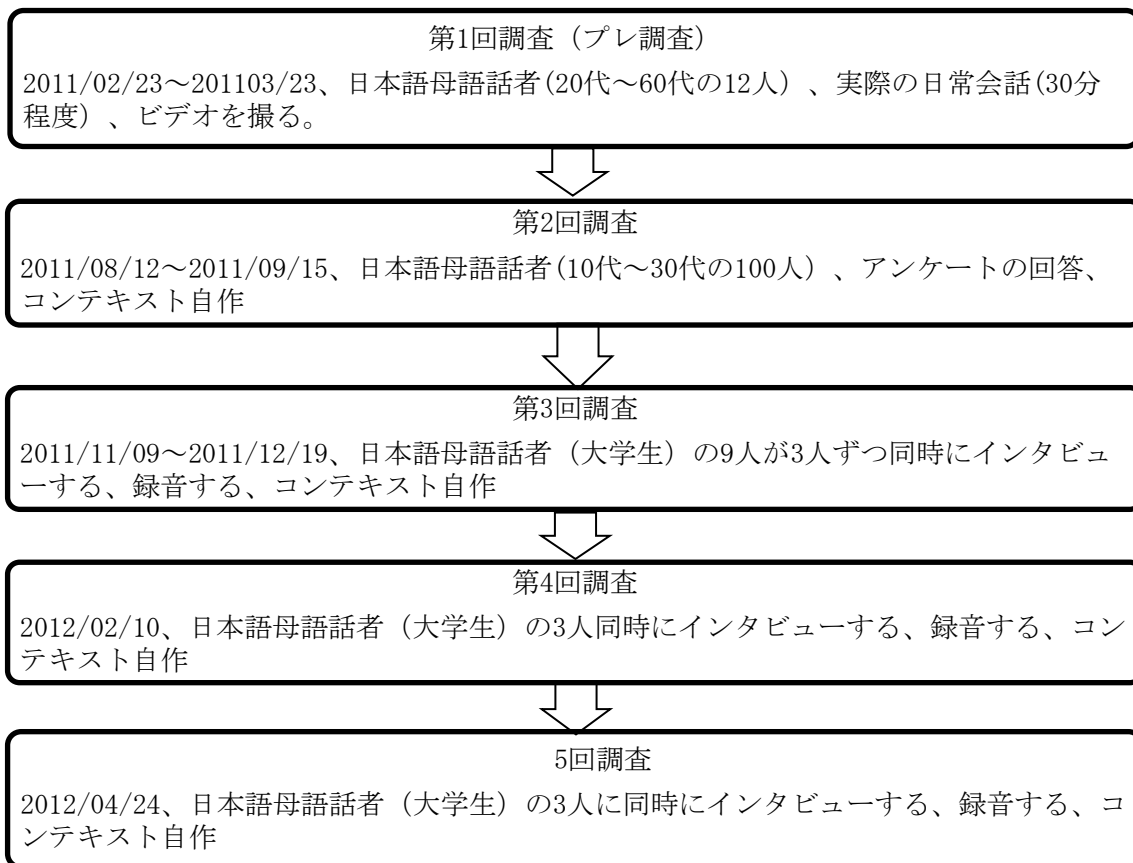 第1回調査（プレ調査）
2011/02/23～201103/23、日本語母語話者(20代～60代の12人）、実際の日常会話(30分
程度）、ビデオを撮る。
第2回調査
2011/08/12～2011/09/15、日本語母語話者(10代～30代の100人）、アンケートの回答、
コンテキスト自作
第3回調査
2011/11/09～2011/12/19、日本語母語話者（大学生）の9人が3人ずつ同時にインタビュ
ーする、録音する、コンテキスト自作
第4回調査
2012/02/10、日本語母語話者（大学生）の3人同時にインタビューする、録音する、コン
テキスト自作
5回調査
2012/04/24、日本語母語話者（大学生）の3人に同時にインタビューする、録音する、コ
ンテキスト自作